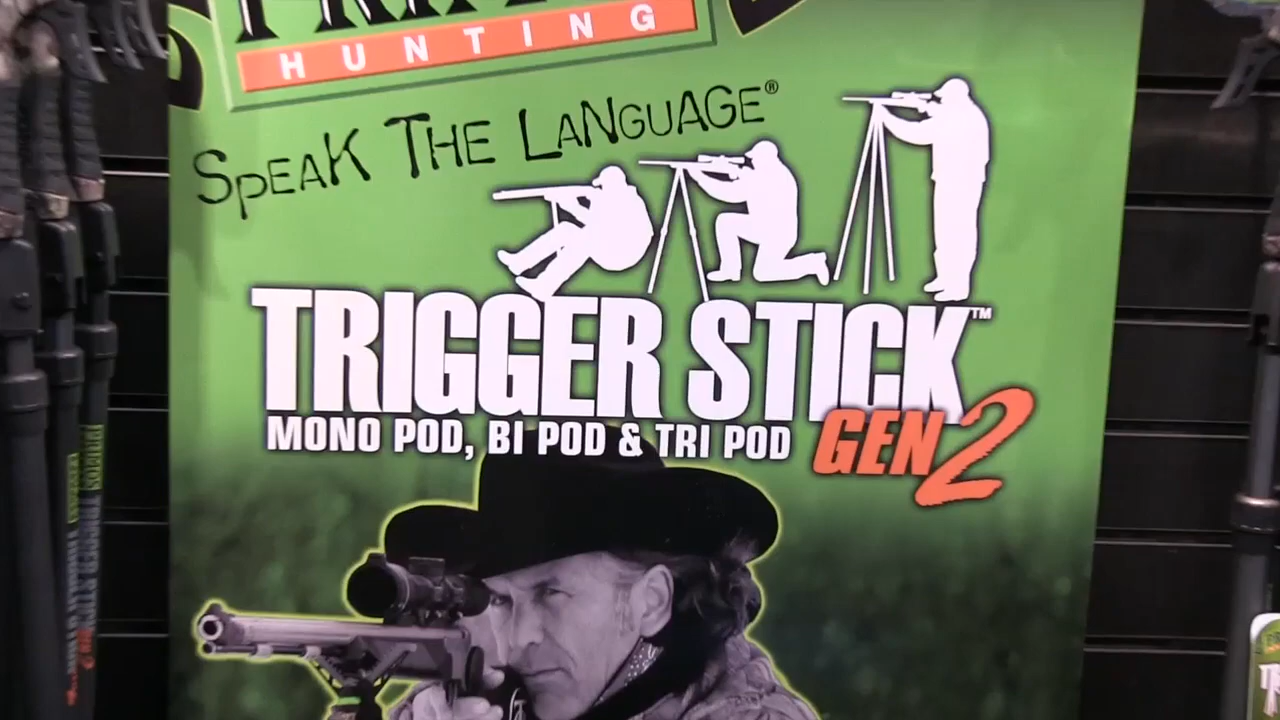 HUNTING
SPEAK THE LANGUAGE®
TRIGGER STICK™
GEN 2
MONO POD, BI POD & TRI POD